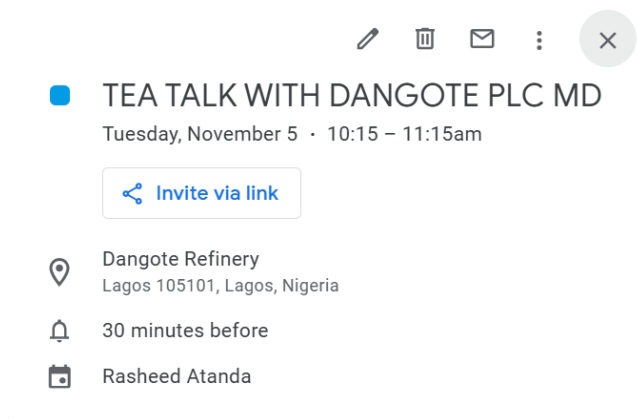 TEA TALK WITH DANGOTE PLC MD
Tuesday, November 5 · 10:15 – 11:15am
Invite via link
Dangote Refinery
Lagos 105101, Lagos, Nigeria
30 minutes before
Rasheed Atanda